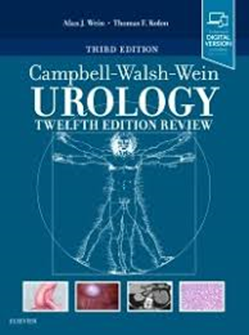 Alan J. Wein • Thomas F. Kolon
THIRD EDITION
Campbell-Walsh-Wein
UROLOGY
TWELFTH EDITION REVIEW
DIGITAL
VERSION
ELSEVIER